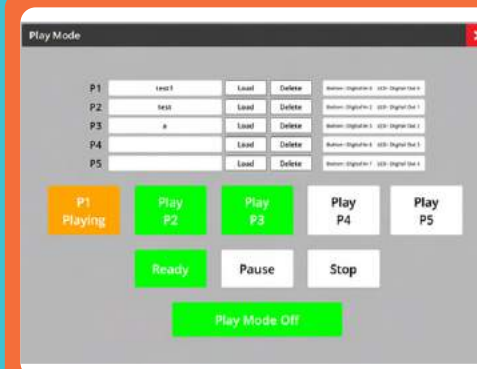 Play Mode
P1 test1 Load Delete
P2 test Load Delete
P3 a Load Delete
P4 Load Delete
P5 Load Delete
P1 Playing
Play P2
Play P3
Play P4
Play P5
Ready
Pause
Stop
Play Mode Off